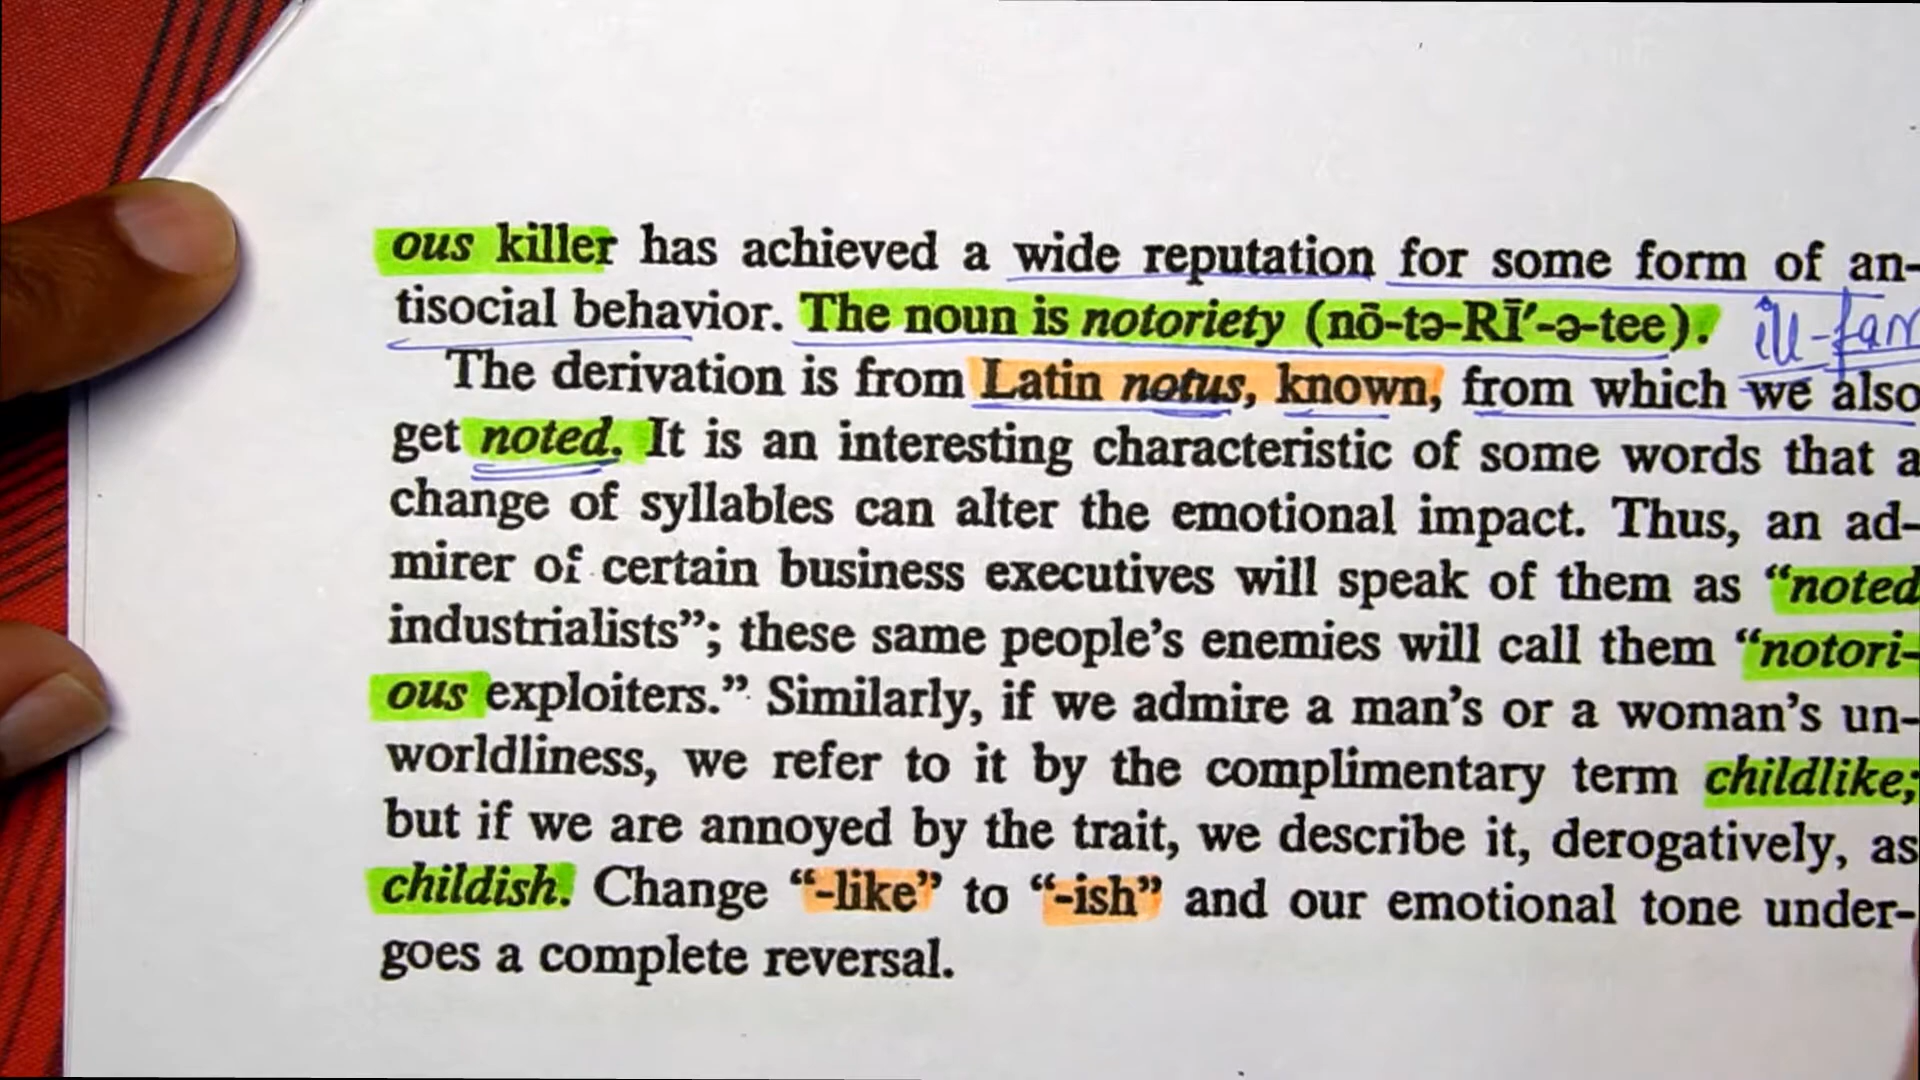 ous killer has achieved a wide reputation for some form of an-
tisocial behavior. The noun is notoriety (nō-tə-RĪ′-ə-tee). ill-fam
The derivation is from Latin notus, known, from which we also
get noted. It is an interesting characteristic of some words that a
change of syllables can alter the emotional impact. Thus, an ad-
mirer of certain business executives will speak of them as “noted
industrialists”; these same people’s enemies will call them “notori-
ous exploiters.” Similarly, if we admire a man’s or a woman’s un-
worldliness, we refer to it by the complimentary term childlike;
but if we are annoyed by the trait, we describe it, derogatively, as
childish. Change “-like” to “-ish” and our emotional tone under-
goes a complete reversal.